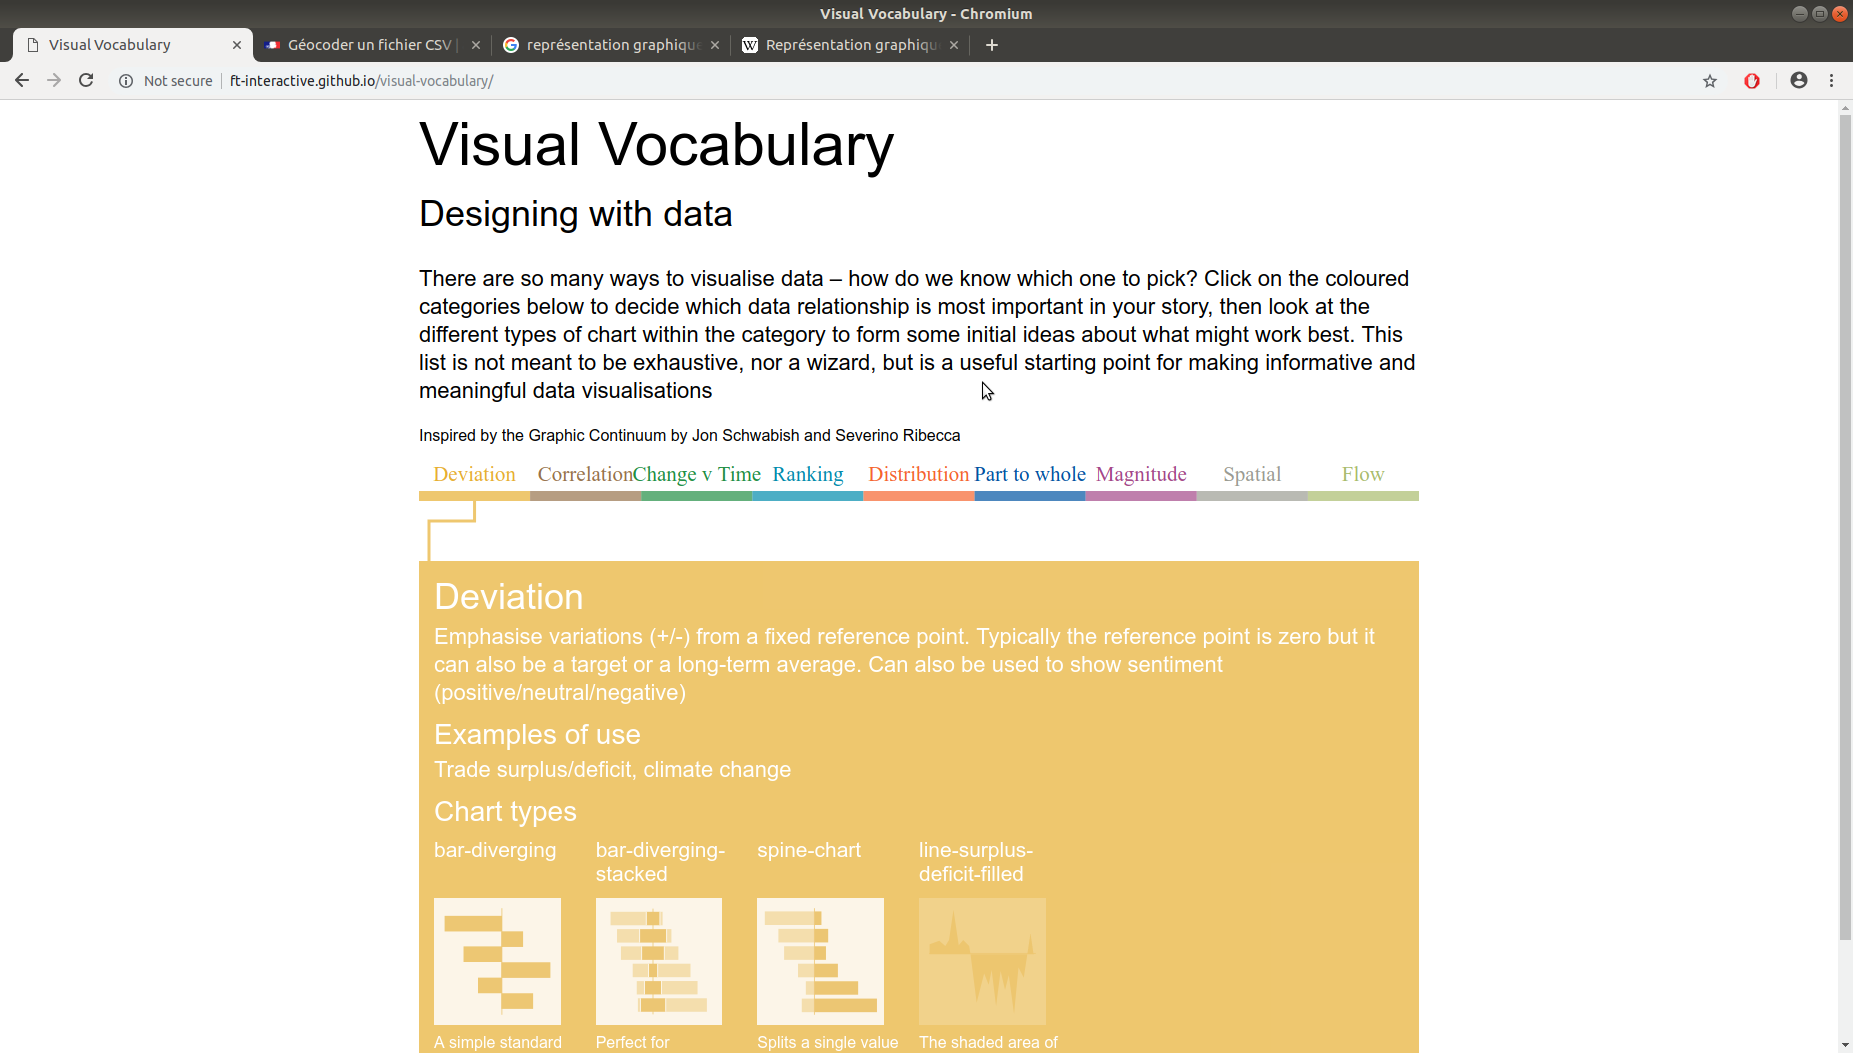 Visual Vocabulary - Chromium
Visual Vocabulary
Géocoder un fichier CSV |
représentation graphique
Représentation graphique
Not secure
ft-interactive.github.io/visual-vocabulary/
Visual Vocabulary
Designing with data
There are so many ways to visualise data – how do we know which one to pick? Click on the coloured
categories below to decide which data relationship is most important in your story, then look at the
different types of chart within the category to form some initial ideas about what might work best. This
list is not meant to be exhaustive, nor a wizard, but is a useful starting point for making informative and
meaningful data visualisations
Inspired by the Graphic Continuum by Jon Schwabish and Severino Ribecca
Deviation Correlation Change v Time Ranking Distribution Part to whole Magnitude Spatial Flow
Deviation
Emphasise variations (+/-) from a fixed reference point. Typically the reference point is zero but it
can also be a target or a long-term average. Can also be used to show sentiment
(positive/neutral/negative)
Examples of use
Trade surplus/deficit, climate change
Chart types
bar-diverging
bar-diverging-
stacked
spine-chart
line-surplus-
deficit-filled
A simple standard
Perfect for
Splits a single value
The shaded area of